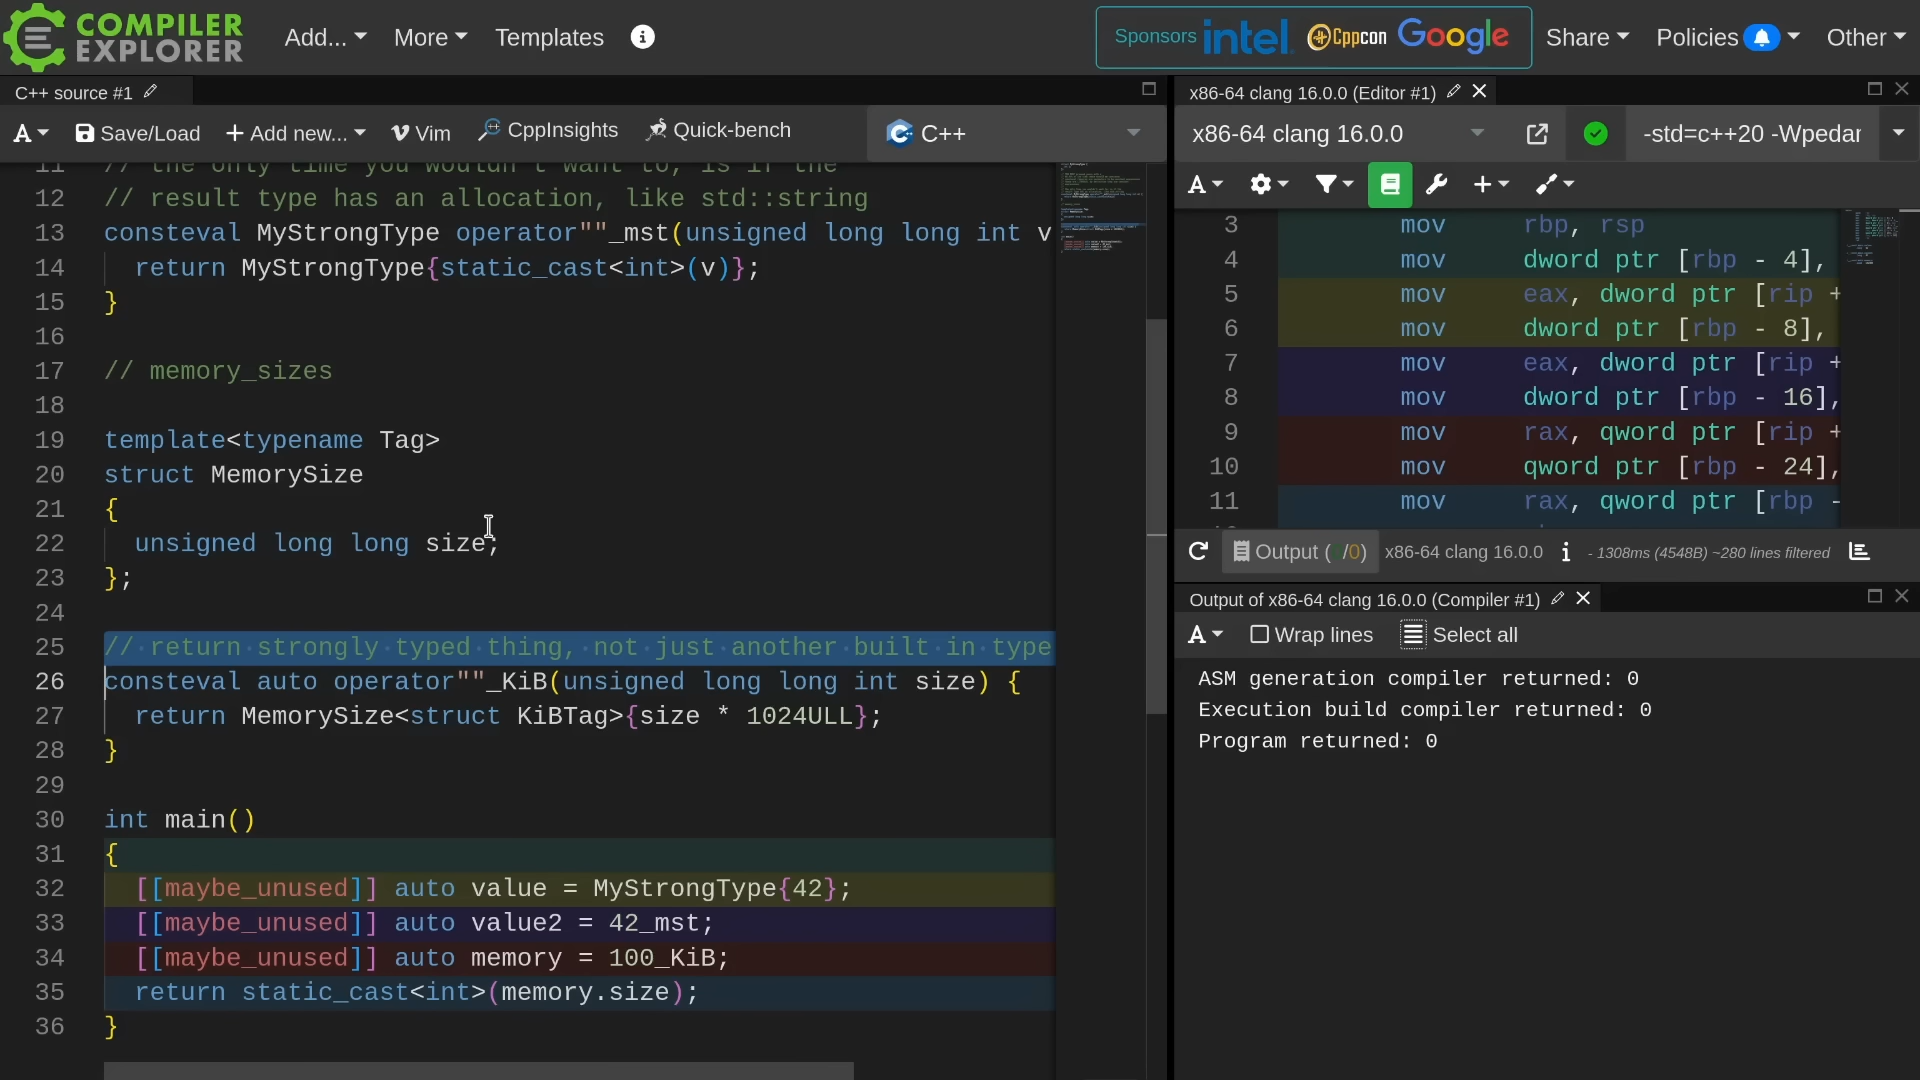 COMPILER EXPLORER
Add...
More
Templates
Sponsors intel. Cppcon Google
Share
Policies
Other
C++ source #1
A
Save/Load
+ Add new...
Vim
CppInsights
Quick-bench
C++
11 // the only time you wouldn't want to, is if the
12 // result type has an allocation, like std::string
13 consteval MyStrongType operator""_mst(unsigned long long int v
14 return MyStrongType{static_cast<int>(v)};
15 }
16
17 // memory_sizes
18
19 template<typename Tag>
20 struct MemorySize
21 {
22 unsigned long long size;
23 };
24
25 // return strongly typed thing, not just another built in type
26 consteval auto operator""_KiB(unsigned long long int size) {
27 return MemorySize<struct KiBTag>{size * 1024ULL};
28 }
29
30 int main()
31 {
32 [[maybe_unused]] auto value = MyStrongType{42};
33 [[maybe_unused]] auto value2 = 42_mst;
34 [[maybe_unused]] auto memory = 100_KiB;
35 return static_cast<int>(memory.size);
36 }
x86-64 clang 16.0.0 (Editor #1)
x86-64 clang 16.0.0
-std=c++20 -Wpedar
A
3 mov rbp, rsp
4 mov dword ptr [rbp - 4],
5 mov eax, dword ptr [rip +
6 mov dword ptr [rbp - 8],
7 mov eax, dword ptr [rip +
8 mov dword ptr [rbp - 16],
9 mov rax, qword ptr [rip +
10 mov qword ptr [rbp - 24],
11 mov rax, qword ptr [rbp -
Output ( /0) x86-64 clang 16.0.0 i - 1308ms (4548B) ~280 lines filtered
Output of x86-64 clang 16.0.0 (Compiler #1)
A
Wrap lines
Select all
ASM generation compiler returned: 0
Execution build compiler returned: 0
Program returned: 0